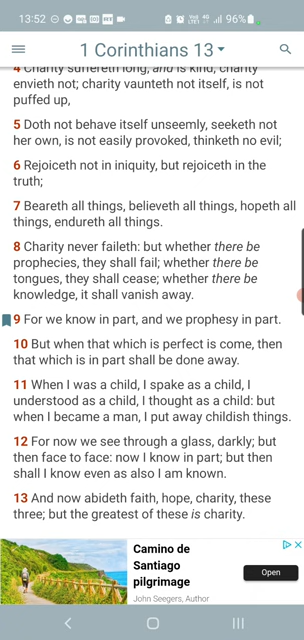 13:52
96%
1 Corinthians 13
4 Charity suffereth long, and is kind; charity
envieth not; charity vaunteth not itself, is not
puffed up,
5 Doth not behave itself unseemly, seeketh not
her own, is not easily provoked, thinketh no evil;
6 Rejoiceth not in iniquity, but rejoiceth in the
truth;
7 Beareth all things, believeth all things, hopeth all
things, endureth all things.
8 Charity never faileth: but whether there be
prophecies, they shall fail; whether there be
tongues, they shall cease; whether there be
knowledge, it shall vanish away.
9 For we know in part, and we prophesy in part.
10 But when that which is perfect is come, then
that which is in part shall be done away.
11 When I was a child, I spake as a child, I
understood as a child, I thought as a child: but
when I became a man, I put away childish things.
12 For now we see through a glass, darkly; but
then face to face: now I know in part; but then
shall I know even as also I am known.
13 And now abideth faith, hope, charity, these
three; but the greatest of these is charity.
Camino de
Santiago
pilgrimage
John Seegers, Author
Open